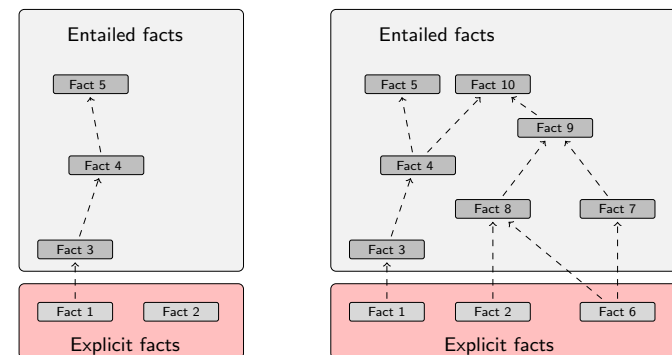 Entailed facts
Fact 5
Fact 4
Fact 3
Fact 1 Fact 2
Explicit facts
Entailed facts
Fact 5 Fact 10
Fact 9
Fact 4
Fact 8 Fact 7
Fact 3
Fact 1 Fact 2 Fact 6
Explicit facts